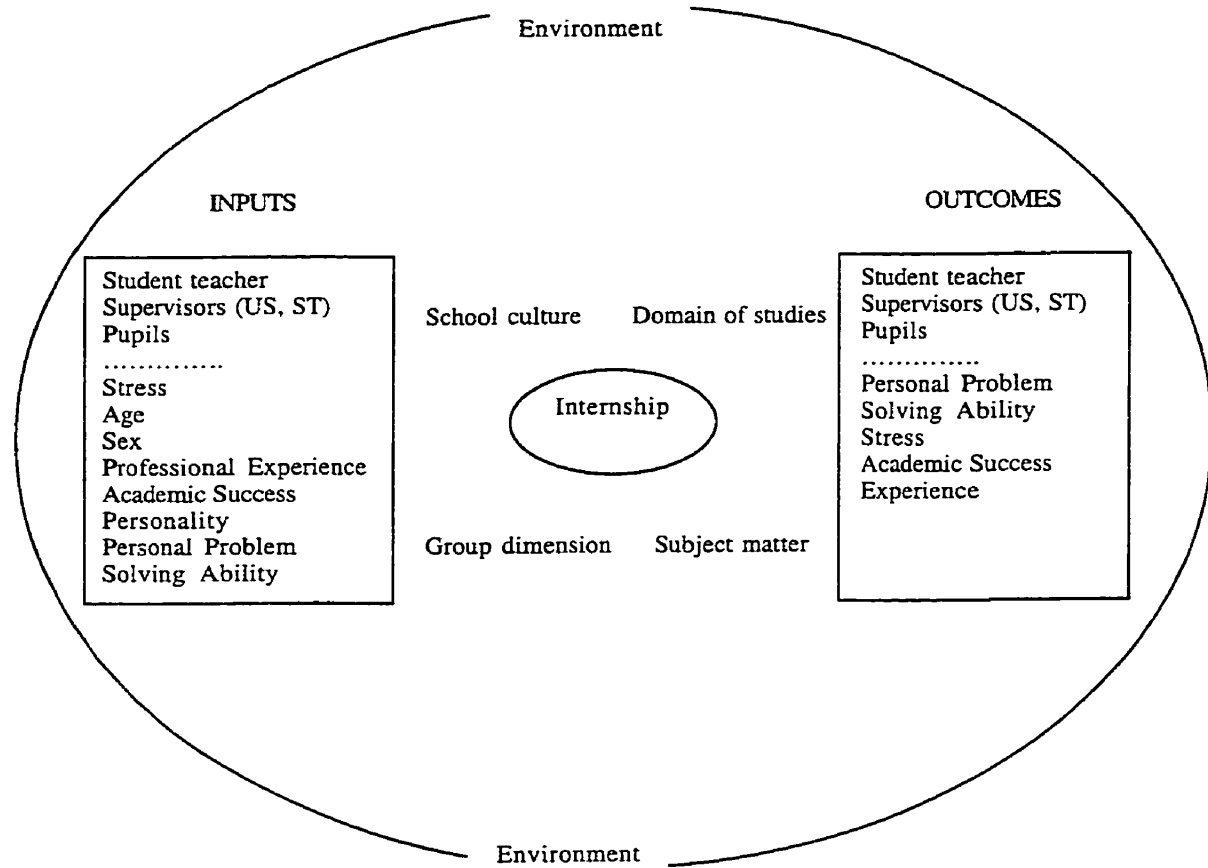 Environment
INPUTS
OUTCOMES
Student teacher
Supervisors (US, ST)
Pupils
..............
Stress
Age
Sex
Professional Experience
Academic Success
Personality
Personal Problem
Solving Ability
School culture
Domain of studies
Internship
Group dimension
Subject matter
Student teacher
Supervisors (US, ST)
Pupils
..............
Personal Problem
Solving Ability
Stress
Academic Success
Experience
Environment